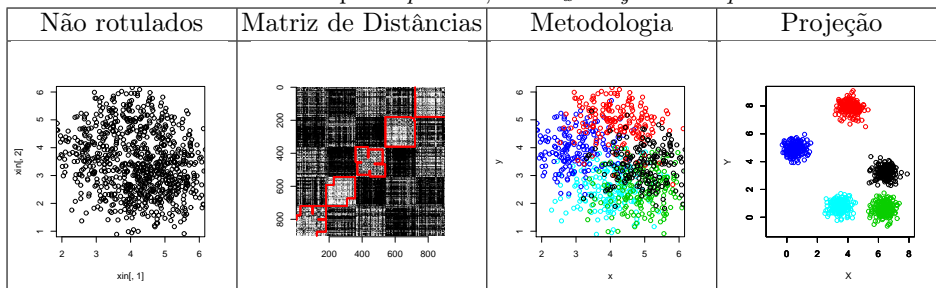 Não rotulados
Matriz de Distâncias
Metodologia
Projeção
xin[, 2]
1 2 3 4 5 6
2 3 4 5 6
xin[, 1]
0 200 400 600 800
200 400 600 800
y
1 2 3 4 5 6
2 3 4 5 6
x
Y
0 2 4 6 8
0 2 4 6 8
X